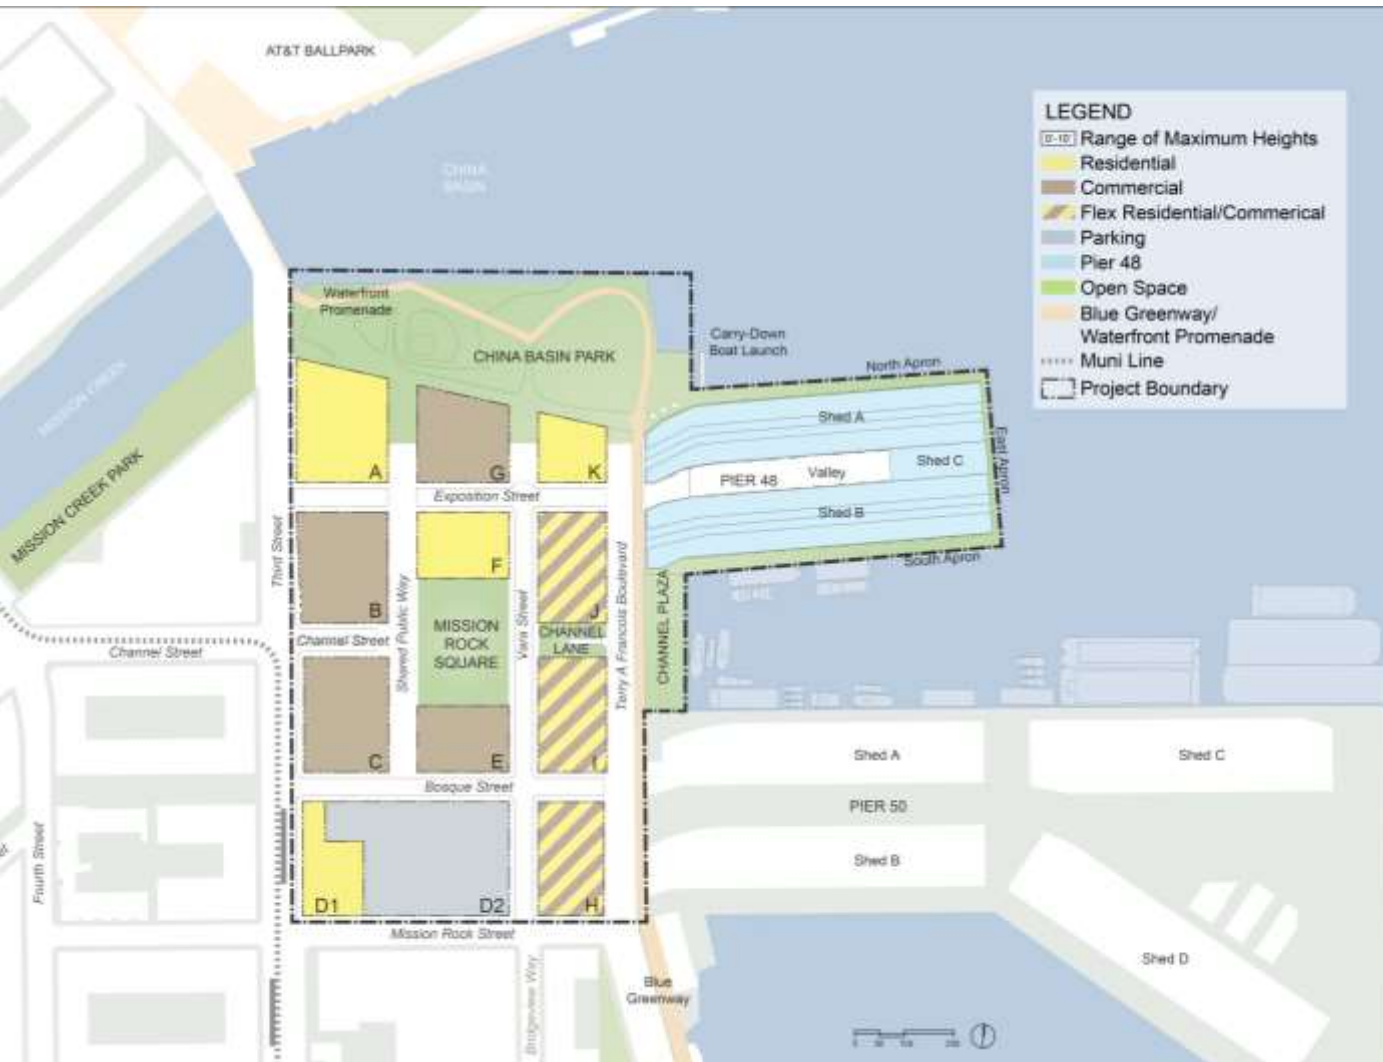 AT&T BALLPARK
CHINA
BASIN
LEGEND
0'-10' Range of Maximum Heights
Residential
Commercial
Flex Residential/Commerical
Parking
Pier 48
Open Space
Blue Greenway/
Waterfront Promenade
Muni Line
Project Boundary
Waterfront
Promenade
CHINA BASIN PARK
Carry-Down
Boat Launch
North Apron
MISSION CREEK
MISSION CREEK PARK
Shed A
PIER 48
Valley
Shed C
East Apron
Shed B
South Apron
A
G
K
Exposition Street
Third Street
F
B
J
Shared Public Way
Vara Street
Terry A Francois Boulevard
CHANNEL PLAZA
MISSION
ROCK
SQUARE
CHANNEL
LANE
Channel Street
Channel Street
C
E
I
Bosque Street
Shed A
Shed C
PIER 50
Shed B
Fourth Street
D1
D2
H
Mission Rock Street
Bridgeview Way
Blue
Greenway
Shed D